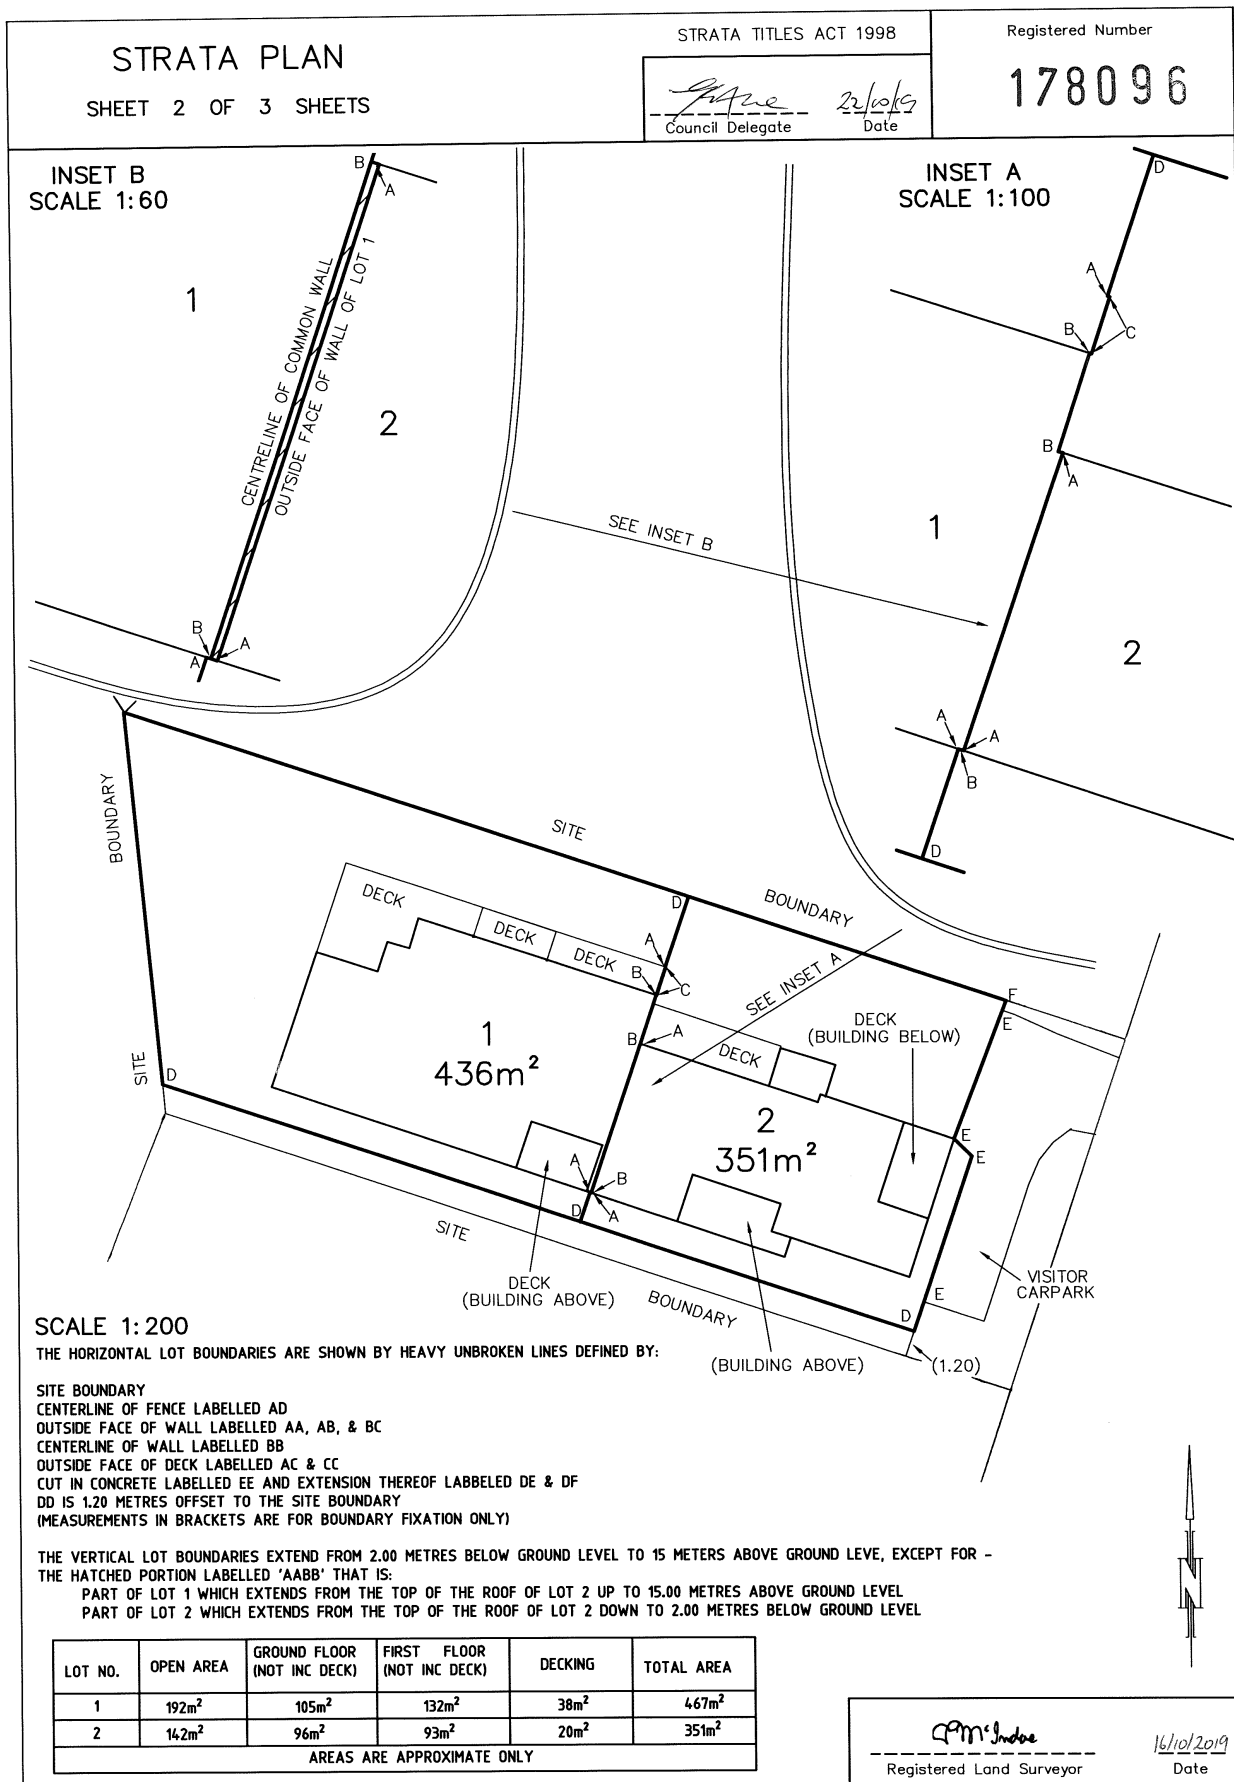 STRATA PLAN
SHEET 2 OF 3 SHEETS
STRATA TITLES ACT 1998
Council Delegate
22/10/19
Date
Registered Number
178096
INSET B
SCALE 1:60
B
A
1
CENTRELINE OF COMMON WALL
OUTSIDE FACE OF WALL OF LOT 1
2
B
A
A
INSET A
SCALE 1:100
D
A
B
C
B
A
1
SEE INSET B
2
A
A
B
D
BOUNDARY
SITE
SITE
BOUNDARY
D
DECK
DECK
DECK
D
A
B
C
B
A
SEE INSET A
DECK
(BUILDING BELOW)
DECK
F
E
1
436m²
2
351m²
E
E
A
B
A
D
SITE
DECK
(BUILDING ABOVE)
BOUNDARY
(BUILDING ABOVE)
D
E
VISITOR
CARPARK
(1.20)
SCALE 1:200
THE HORIZONTAL LOT BOUNDARIES ARE SHOWN BY HEAVY UNBROKEN LINES DEFINED BY:
SITE BOUNDARY
CENTERLINE OF FENCE LABELLED AD
OUTSIDE FACE OF WALL LABELLED AA, AB, & BC
CENTERLINE OF WALL LABELLED BB
OUTSIDE FACE OF DECK LABELLED AC & CC
CUT IN CONCRETE LABELLED EE AND EXTENSION THEREOF LABBELED DE & DF
DD IS 1.20 METRES OFFSET TO THE SITE BOUNDARY
(MEASUREMENTS IN BRACKETS ARE FOR BOUNDARY FIXATION ONLY)
THE VERTICAL LOT BOUNDARIES EXTEND FROM 2.00 METRES BELOW GROUND LEVEL TO 15 METERS ABOVE GROUND LEVE, EXCEPT FOR -
THE HATCHED PORTION LABELLED 'AABB' THAT IS:
PART OF LOT 1 WHICH EXTENDS FROM THE TOP OF THE ROOF OF LOT 2 UP TO 15.00 METRES ABOVE GROUND LEVEL
PART OF LOT 2 WHICH EXTENDS FROM THE TOP OF THE ROOF OF LOT 2 DOWN TO 2.00 METRES BELOW GROUND LEVEL
LOT NO. OPEN AREA GROUND FLOOR (NOT INC DECK) FIRST FLOOR (NOT INC DECK) DECKING TOTAL AREA
1 192m² 105m² 132m² 38m² 467m²
2 142m² 96m² 93m² 20m² 351m²
AREAS ARE APPROXIMATE ONLY
N
McIndoe
Registered Land Surveyor
16/10/2019
Date